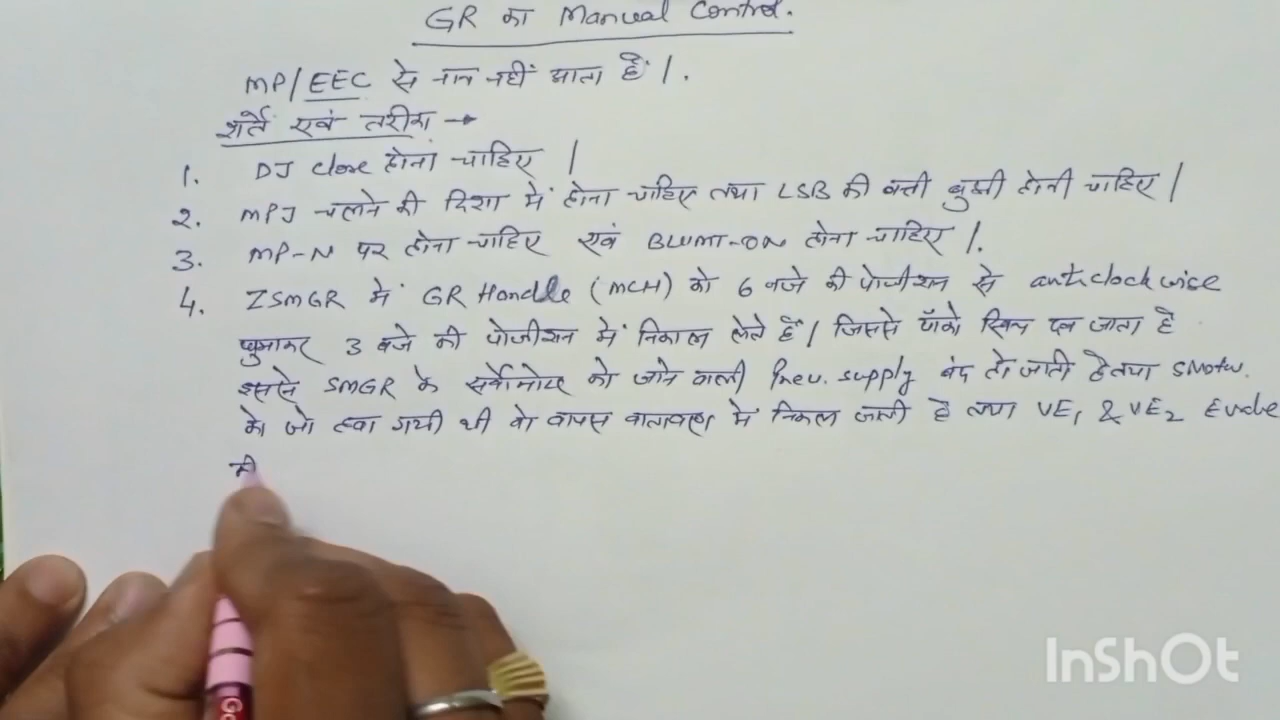 GR का Manual Control.
MP/EEC से नाच नहीं आता है।.
शर्ते एवं तरीका →
1. DJ close होना चाहिए |
2. MPJ चलने की दिशा में होना चाहिए तथा LSB की बत्ती बुझी होनी चाहिए |
3. MP-N पर होना चाहिए एवं BLVMT-ON होना चाहिए |.
4. ZSMGR में GR Handle (MCH) को 6 बजे की पोजीशन से anticlockwise
घुमाकर 3 बजे की पोजीशन में निकाल लेते हैं| जिससे स्विच दब जाता है
इससे SMGR के सर्वोमोटर को जाने वाली Pneu. supply बंद हो जाती है तथा
को जो हवा गयी थी वो वापस वातावरण में निकल जाती है तथा VE1 & VE2
InShOt